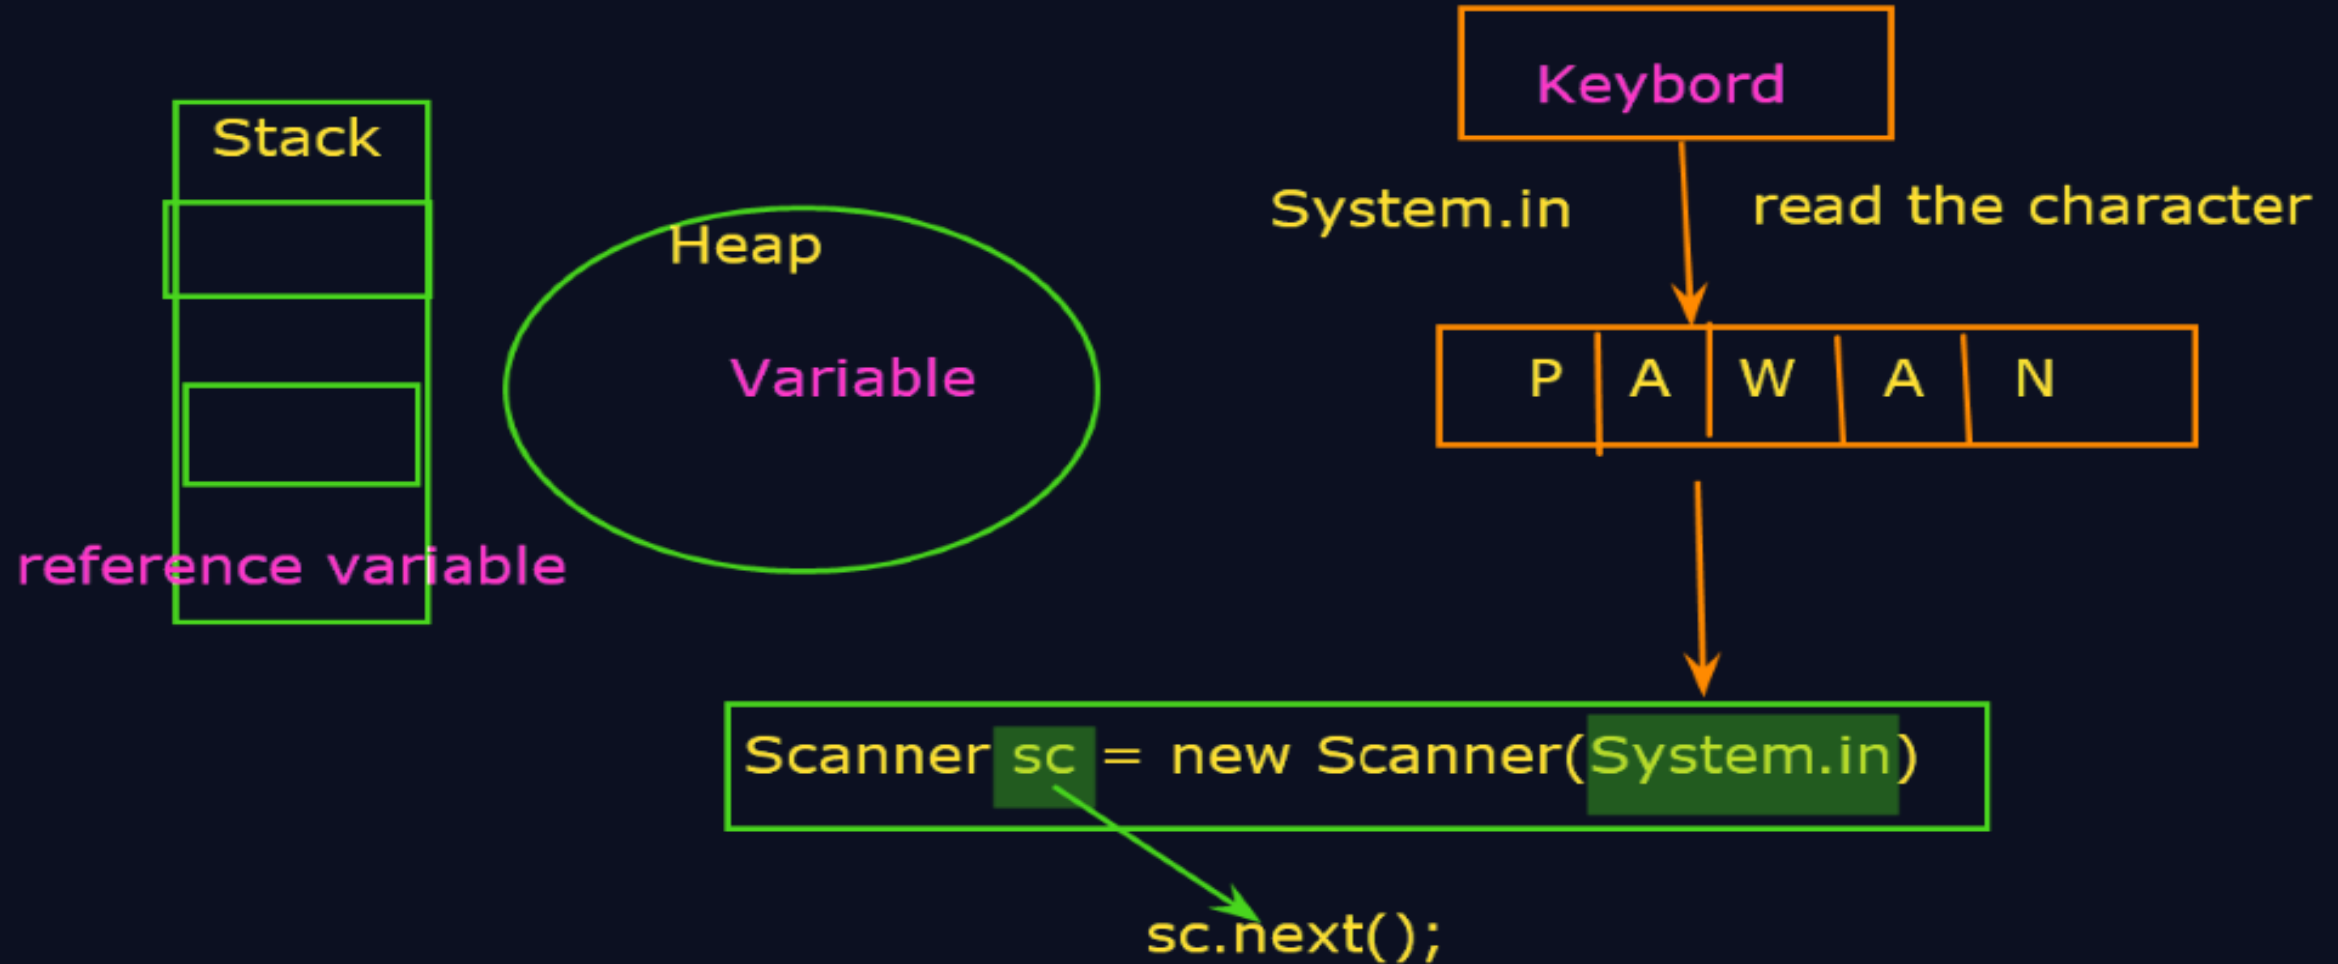 Keybord
Stack
System.in
read the character
Heap
Variable
P A W A N
reference variable
Scanner sc = new Scanner(System.in)
sc.next();